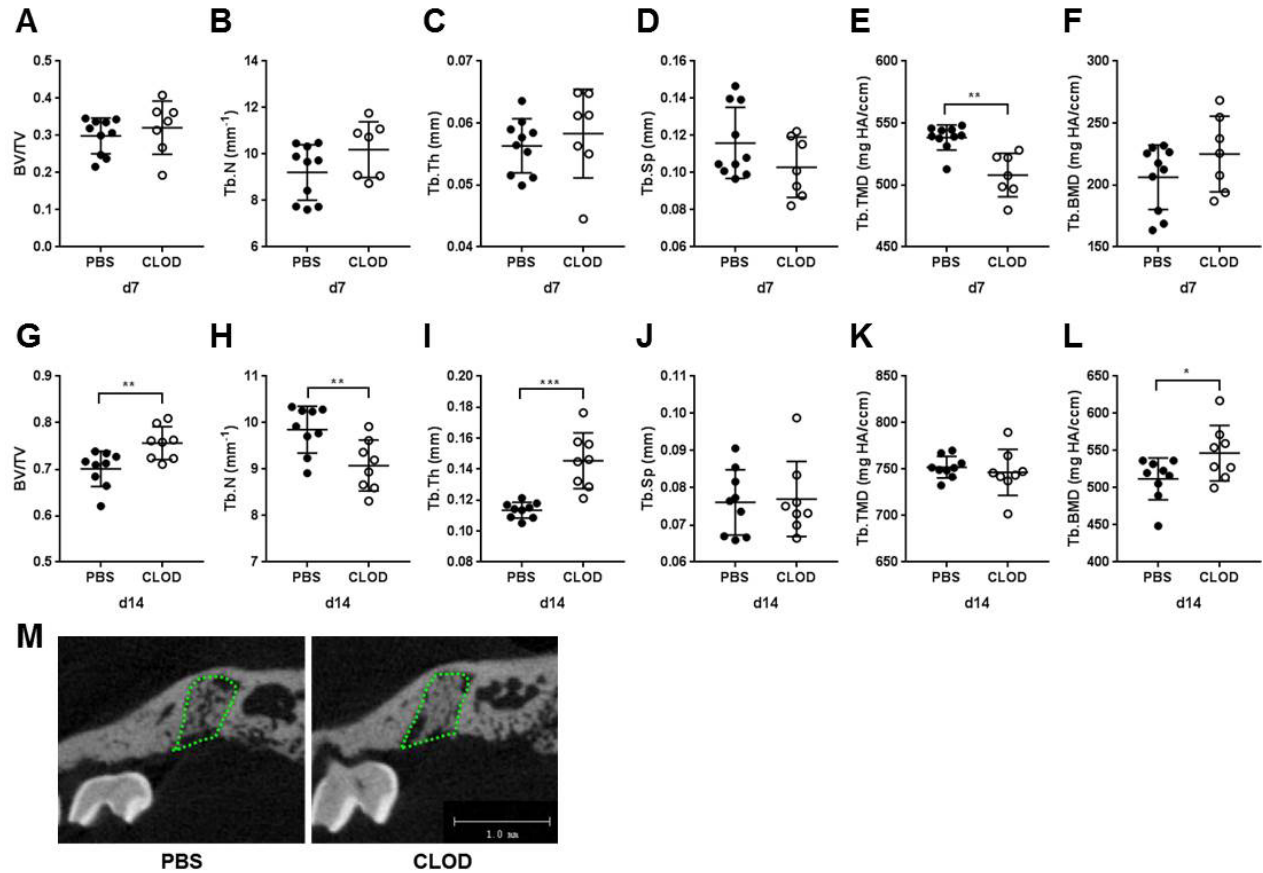 A B C D E F
BV/TV
0.5
0.4
0.3
0.2
0.1
0.0
PBS CLOD
d7
Tb.N (mm⁻¹)
14
12
10
8
6
PBS CLOD
d7
Tb.Th (mm)
0.07
0.06
0.05
0.04
PBS CLOD
d7
Tb.Sp (mm)
0.16
0.14
0.12
0.10
0.08
0.06
PBS CLOD
d7
Tb.TMD (mg HA/ccm)
600
550
500
450
**
PBS CLOD
d7
Tb.BMD (mg HA/ccm)
300
250
200
150
PBS CLOD
d7
G H I J K L
BV/TV
0.9
0.8
0.7
0.6
0.5
**
PBS CLOD
d14
Tb.N (mm⁻¹)
11
10
9
8
7
**
PBS CLOD
d14
Tb.Th (mm)
0.20
0.18
0.16
0.14
0.12
0.10
0.08
***
PBS CLOD
d14
Tb.Sp (mm)
0.11
0.10
0.09
0.08
0.07
0.06
PBS CLOD
d14
Tb.TMD (mg HA/ccm)
850
800
750
700
650
PBS CLOD
d14
Tb.BMD (mg HA/ccm)
650
600
550
500
450
400
*
PBS CLOD
d14
M
1.0 mm
PBS CLOD